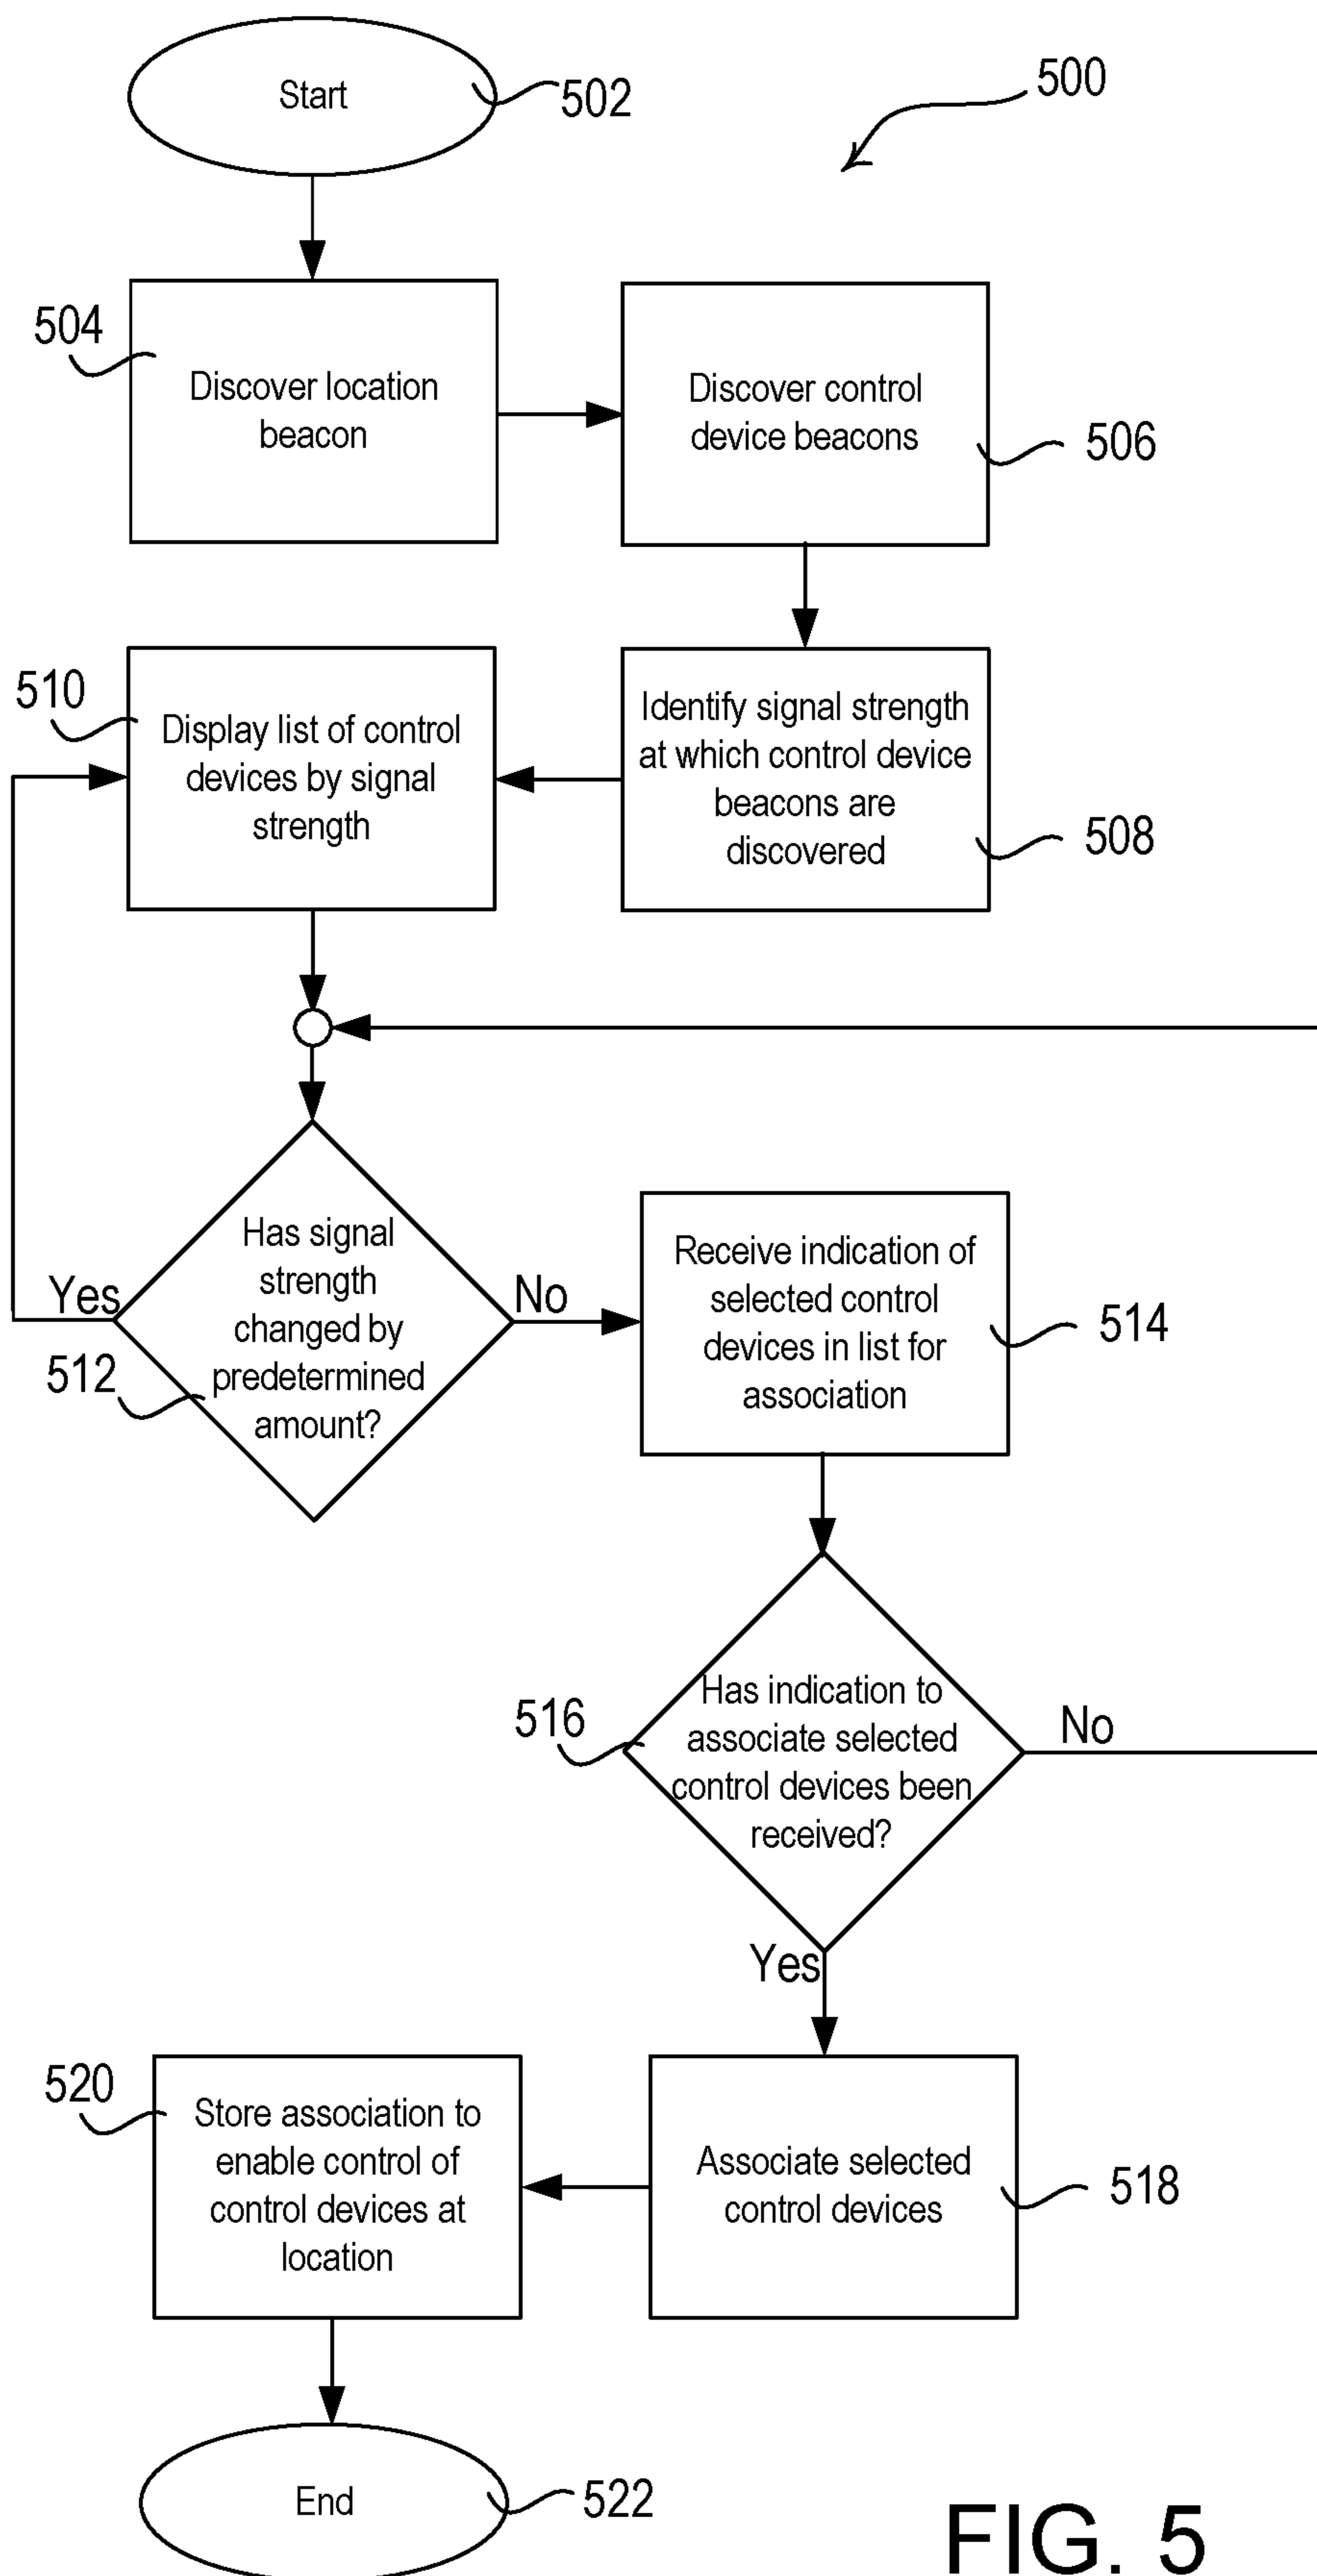 Start
502
500
504
Discover location
beacon
Discover control
device beacons
506
510
Display list of control
devices by signal
strength
Identify signal strength
at which control device
beacons are
discovered
508
Has signal
strength
changed by
predetermined
amount?
Yes
No
512
Receive indication of
selected control
devices in list for
association
514
516
Has indication to
associate selected
control devices been
received?
No
Yes
520
Store association to
enable control of
control devices at
location
Associate selected
control devices
518
End
522
FIG. 5